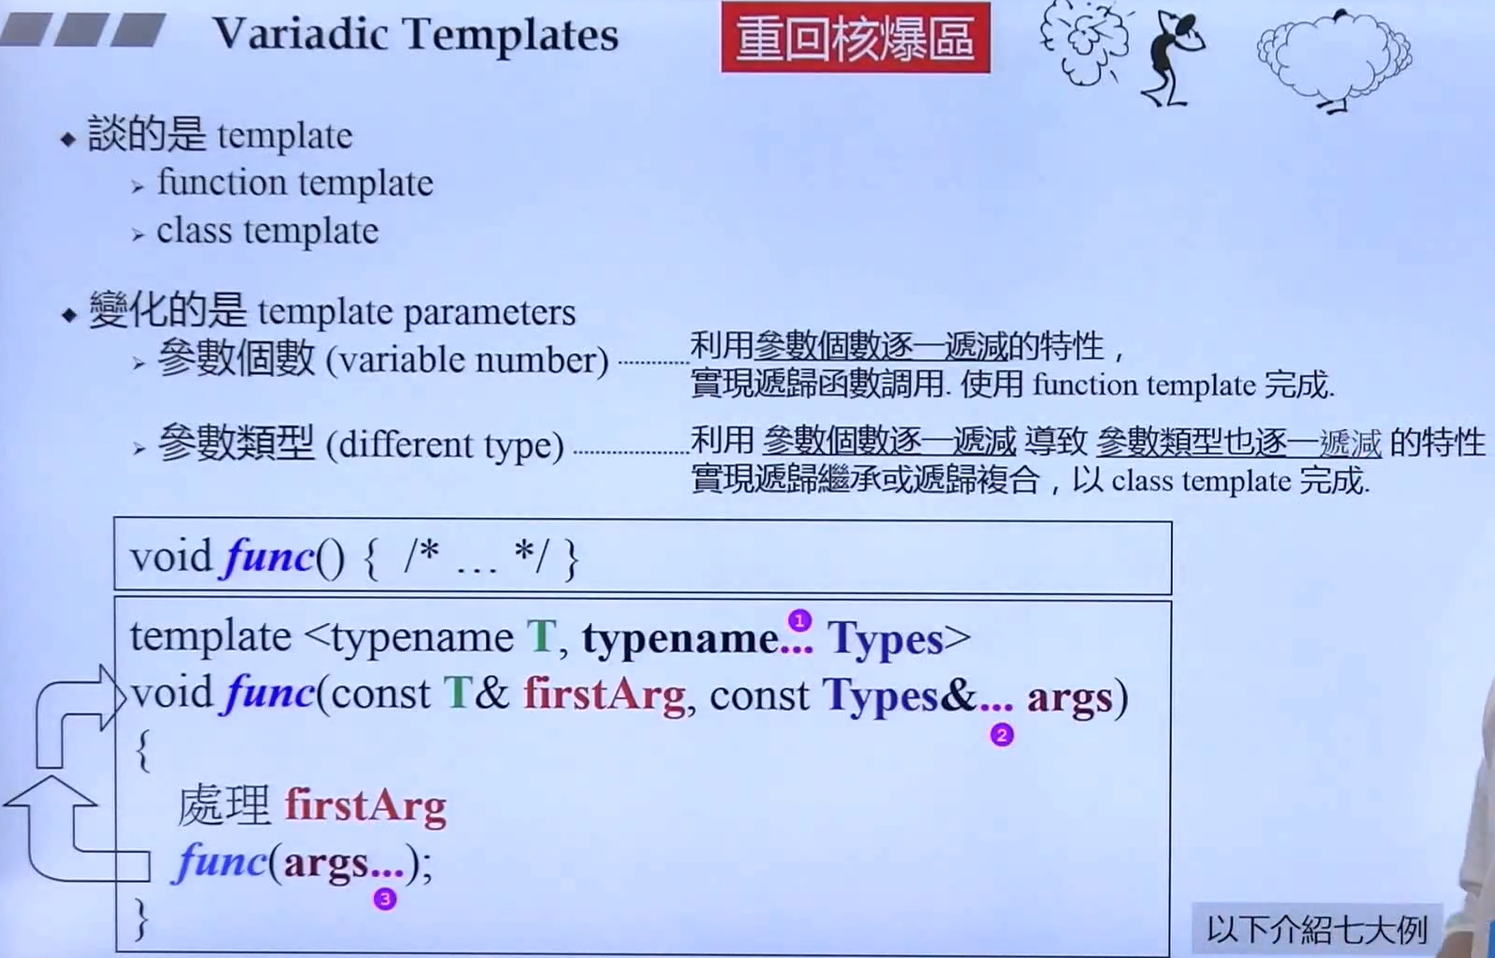 Variadic Templates
重回核爆區
◆ 談的是 template
➢ function template
➢ class template
◆ 變化的是 template parameters
➢ 參數個數 (variable number)
利用參數個數逐一遞減的特性，
實現遞歸函數調用. 使用 function template 完成.
➢ 參數類型 (different type)
利用 參數個數逐一遞減 導致 參數類型也逐一遞減 的特性
實現遞歸繼承或遞歸複合，以 class template 完成.
void func() { /* … */ }
template <typename T, typename... Types>
1
void func(const T& firstArg, const Types&... args)
2
{
處理 firstArg
func(args...);
3
}
以下介紹七大例